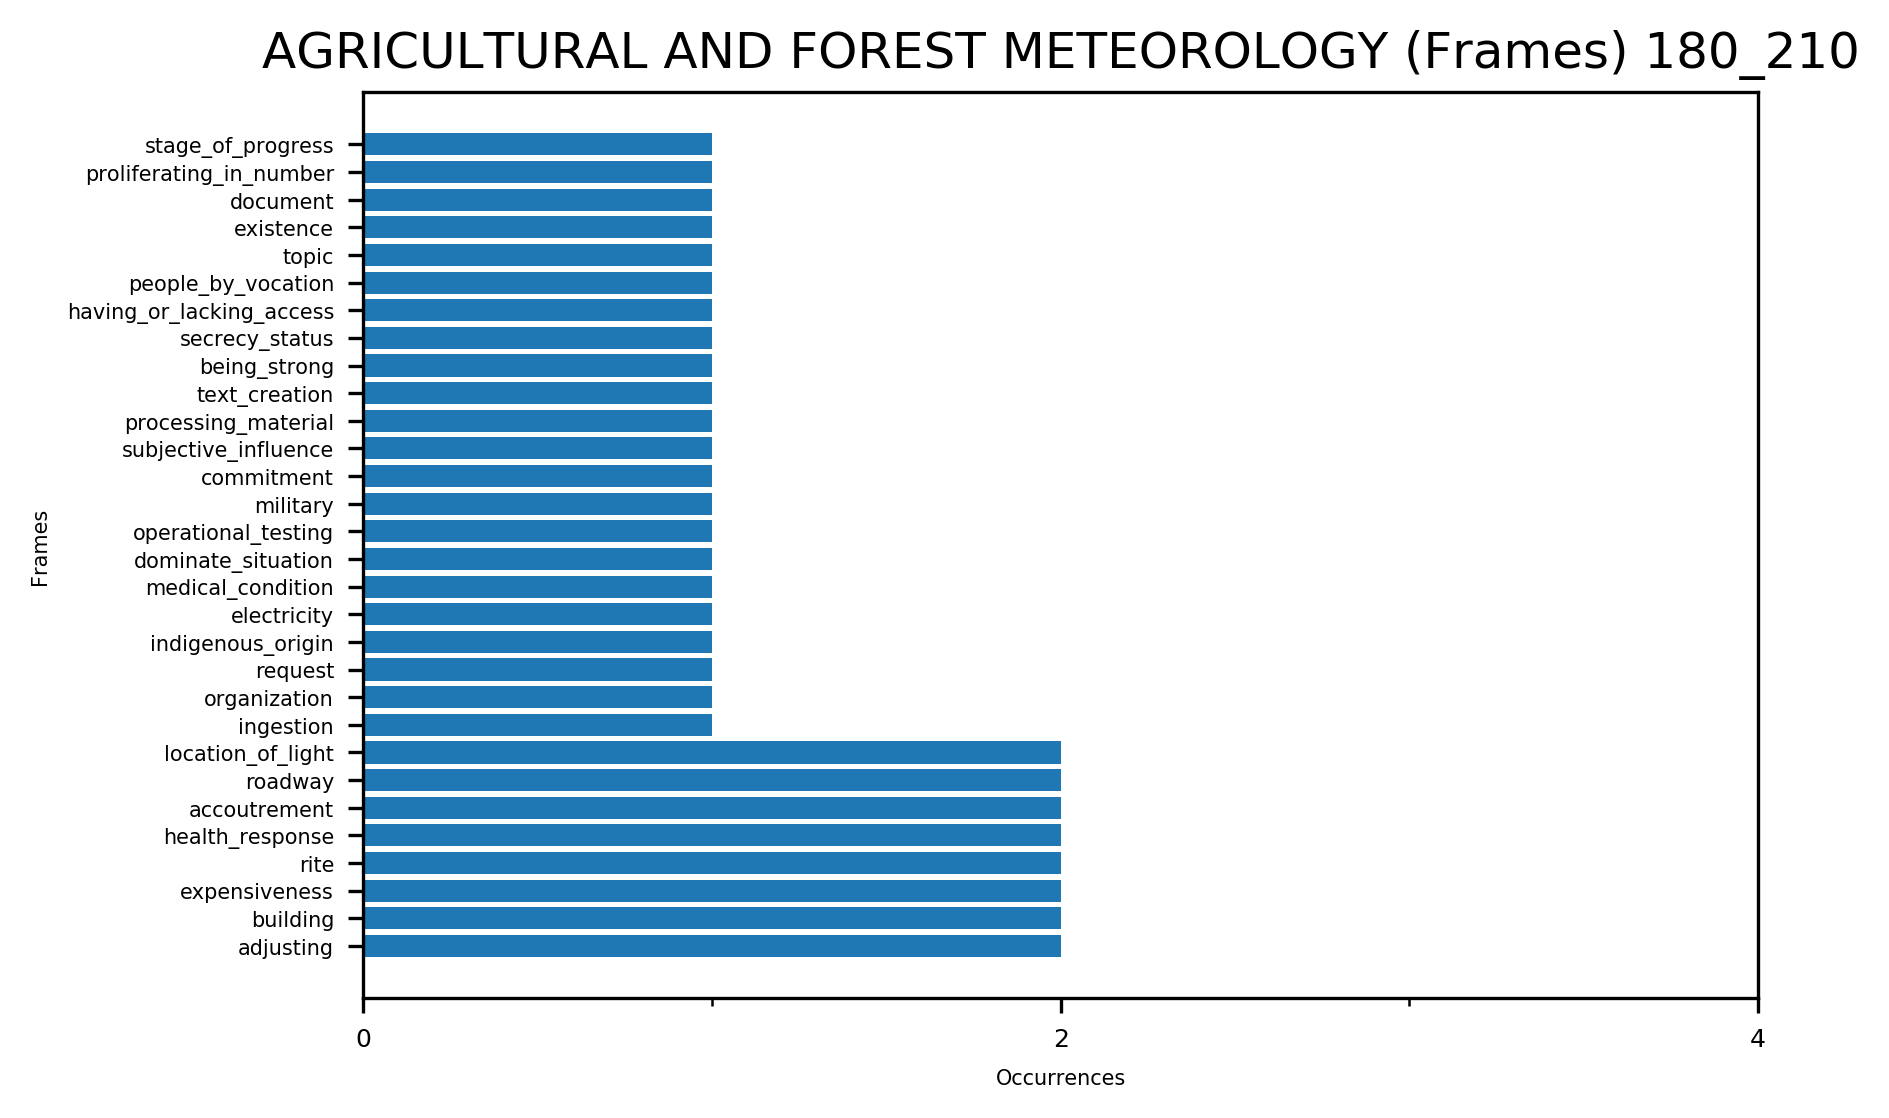 AGRICULTURAL AND FOREST METEOROLOGY (Frames) 180_210
stage_of_progress
proliferating_in_number
document
existence
topic
people_by_vocation
having_or_lacking_access
secrecy_status
being_strong
text_creation
processing_material
subjective_influence
commitment
military
operational_testing
dominate_situation
medical_condition
electricity
indigenous_origin
request
organization
ingestion
location_of_light
roadway
accoutrement
health_response
rite
expensiveness
building
adjusting
Frames
0 2 4
Occurrences